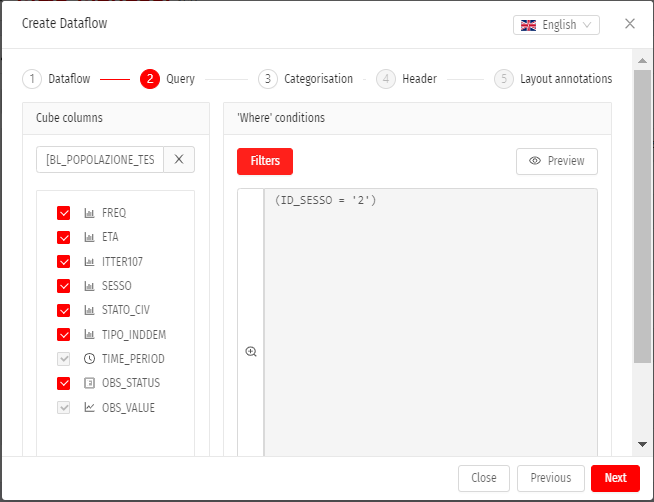 Create Dataflow
English
1 Dataflow 2 Query 3 Categorisation 4 Header 5 Layout annotations
Cube columns
[BL_POPOLAZIONE_TES
FREQ
ETA
ITTER107
SESSO
STATO_CIV
TIPO_INDDEM
TIME_PERIOD
OBS_STATUS
OBS_VALUE
'Where' conditions
Filters
Preview
(ID_SESSO = '2')
Close
Previous
Next